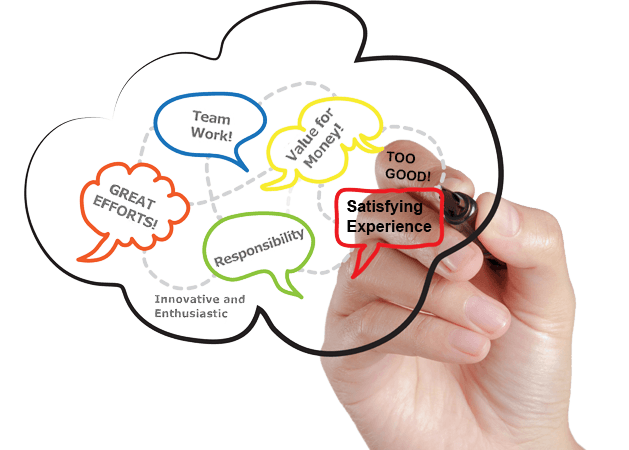 Team
Work!
Value for
Money!
TOO
GOOD!
GREAT
EFFORTS!
Satisfying
Experience
Responsibility
Innovative and
Enthusiastic